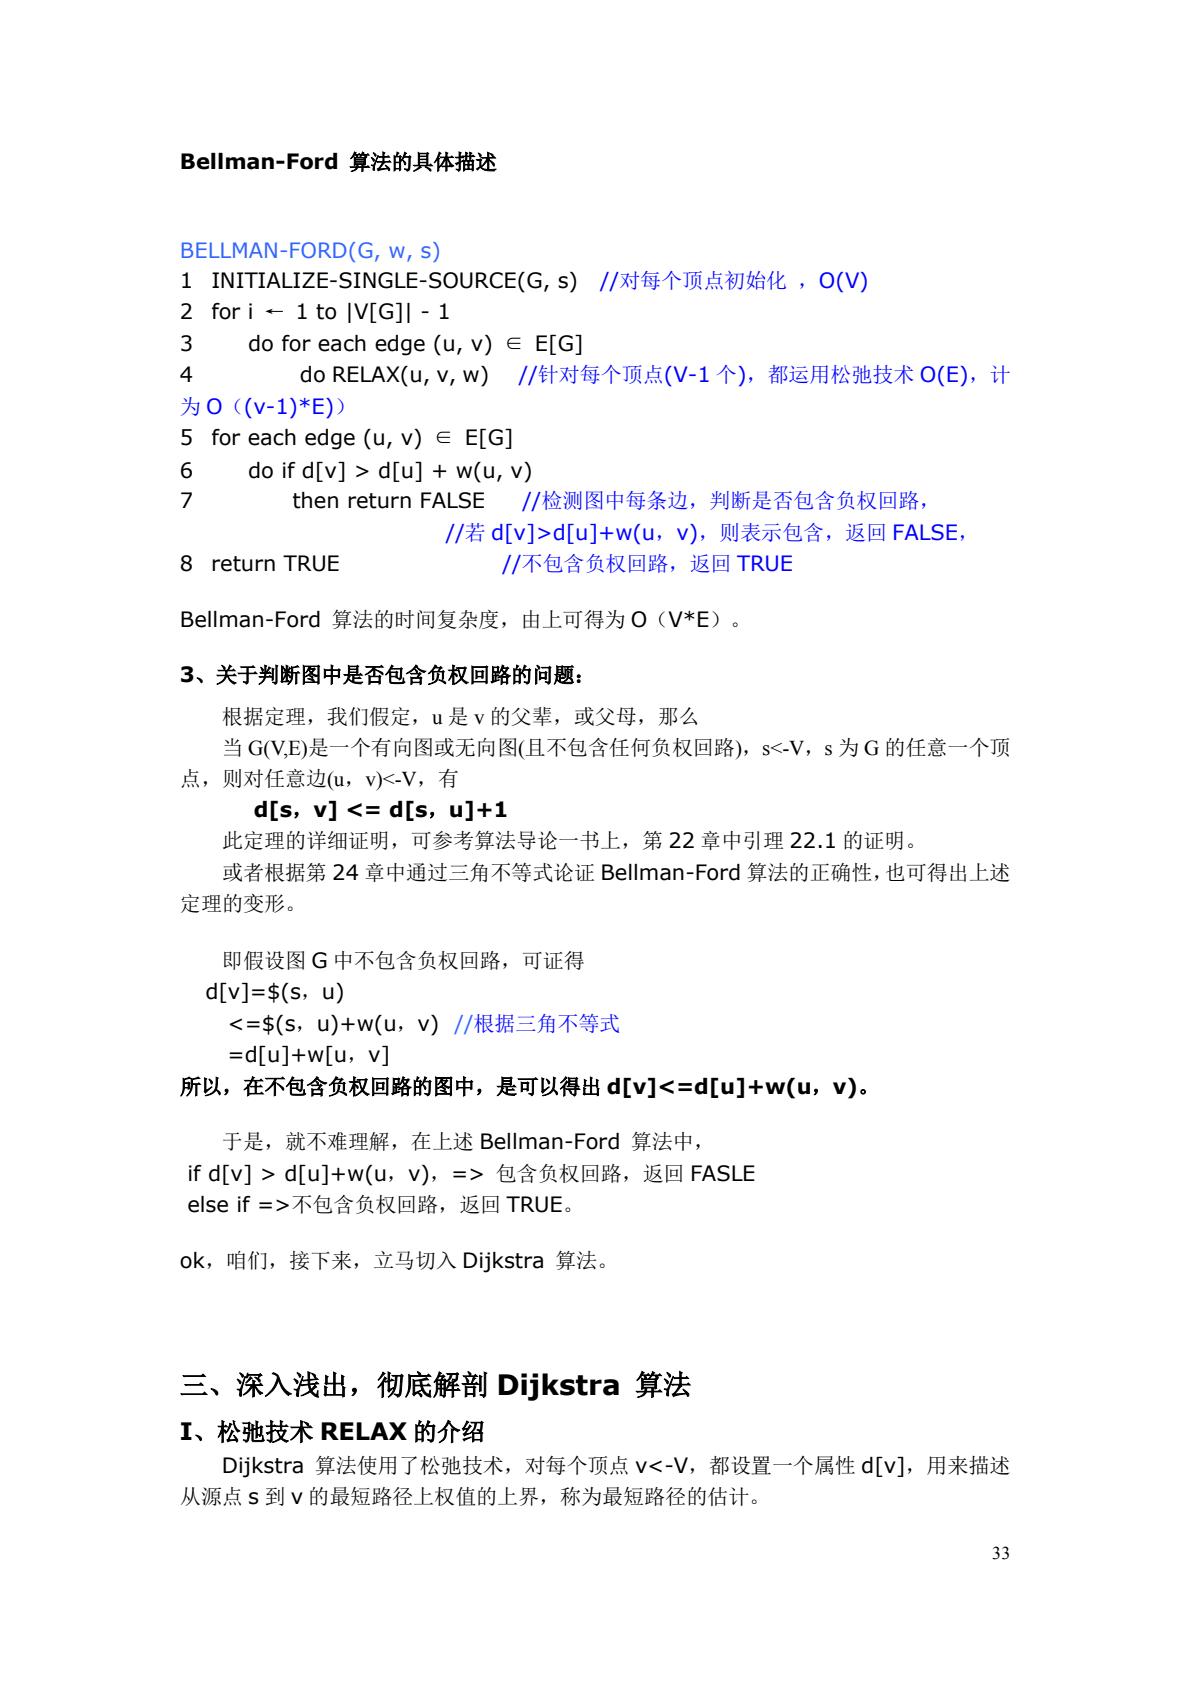 Bellman-Ford 算法的具体描述
BELLMAN-FORD(G, w, s)
1 INITIALIZE-SINGLE-SOURCE(G, s) //对每个顶点初始化 ，O(V)
2 for i ← 1 to |V[G]| - 1
3 do for each edge (u, v) ∈ E[G]
4 do RELAX(u, v, w) //针对每个顶点(V-1 个)，都运用松弛技术 O(E)，计
为 O（(v-1)*E)）
5 for each edge (u, v) ∈ E[G]
6 do if d[v] > d[u] + w(u, v)
7 then return FALSE //检测图中每条边，判断是否包含负权回路，
//若 d[v]>d[u]+w(u，v)，则表示包含，返回 FALSE，
8 return TRUE //不包含负权回路，返回 TRUE
Bellman-Ford 算法的时间复杂度，由上可得为 O（V*E）。
3、关于判断图中是否包含负权回路的问题：
根据定理，我们假定，u 是 v 的父辈，或父母，那么
当 G(V,E)是一个有向图或无向图(且不包含任何负权回路)，s<-V，s 为 G 的任意一个顶
点，则对任意边(u，v)<-V，有
d[s，v] <= d[s，u]+1
此定理的详细证明，可参考算法导论一书上，第 22 章中引理 22.1 的证明。
或者根据第 24 章中通过三角不等式论证 Bellman-Ford 算法的正确性，也可得出上述
定理的变形。
即假设图 G 中不包含负权回路，可证得
d[v]=$(s，u)
<=$(s，u)+w(u，v) //根据三角不等式
=d[u]+w[u，v]
所以，在不包含负权回路的图中，是可以得出 d[v]<=d[u]+w(u，v)。
于是，就不难理解，在上述 Bellman-Ford 算法中，
if d[v] > d[u]+w(u，v)，=> 包含负权回路，返回 FASLE
else if =>不包含负权回路，返回 TRUE。
ok，咱们，接下来，立马切入 Dijkstra 算法。
三、深入浅出，彻底解剖 Dijkstra 算法
I、松弛技术 RELAX 的介绍
Dijkstra 算法使用了松弛技术，对每个顶点 v<-V，都设置一个属性 d[v]，用来描述
从源点 s 到 v 的最短路径上权值的上界，称为最短路径的估计。
33